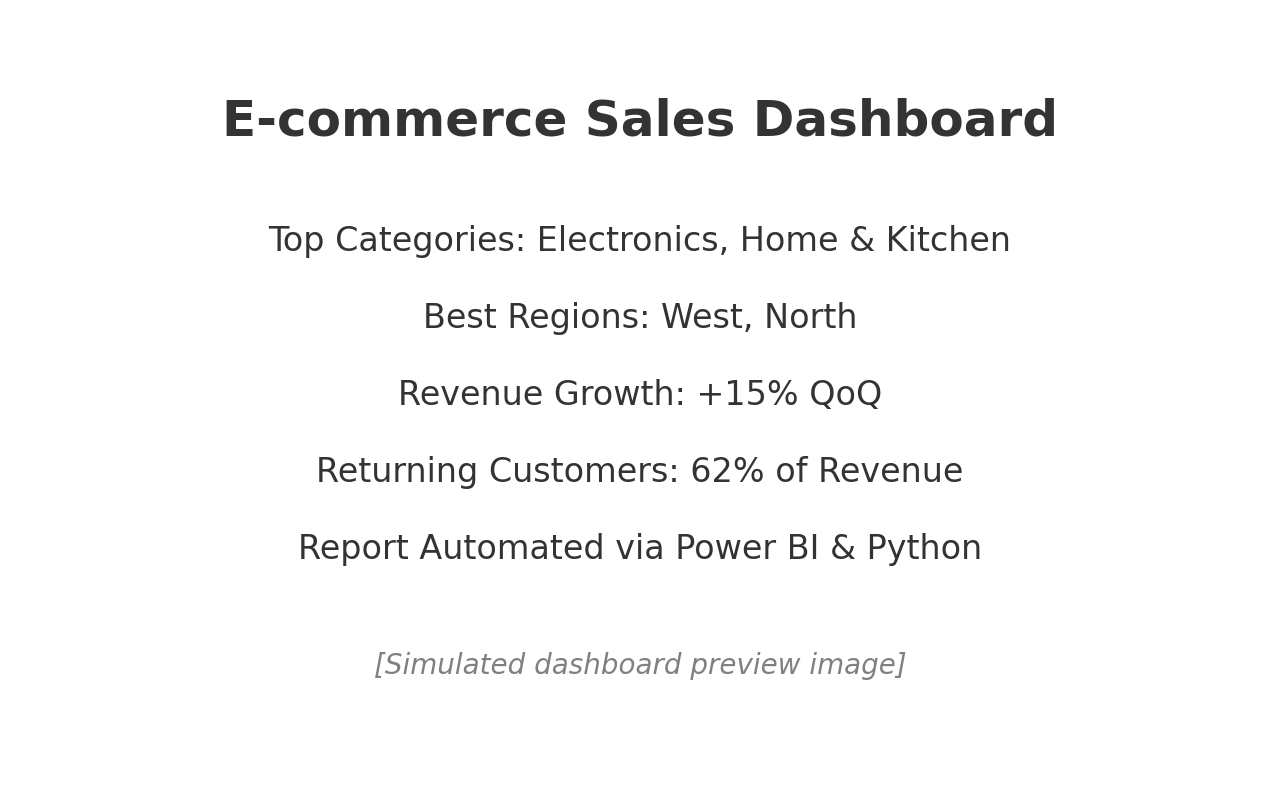 E-commerce Sales Dashboard
Top Categories: Electronics, Home & Kitchen
Best Regions: West, North
Revenue Growth: +15% QoQ
Returning Customers: 62% of Revenue
Report Automated via Power BI & Python
[Simulated dashboard preview image]